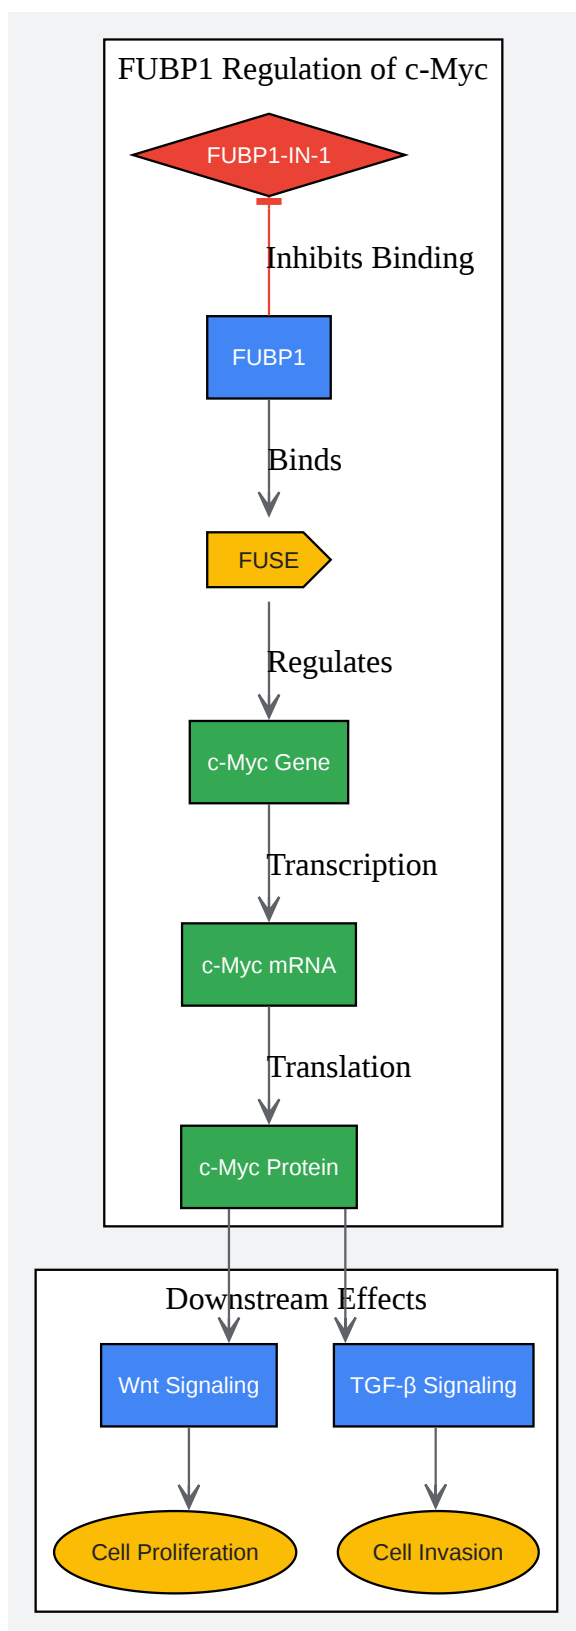 FUBP1 Regulation of c-Myc
FUBP1-IN-1
Inhibits Binding
FUBP1
Binds
FUSE
Regulates
c-Myc Gene
Transcription
c-Myc mRNA
Translation
c-Myc Protein
Downstream Effects
Wnt Signaling
TGF-β Signaling
Cell Proliferation
Cell Invasion